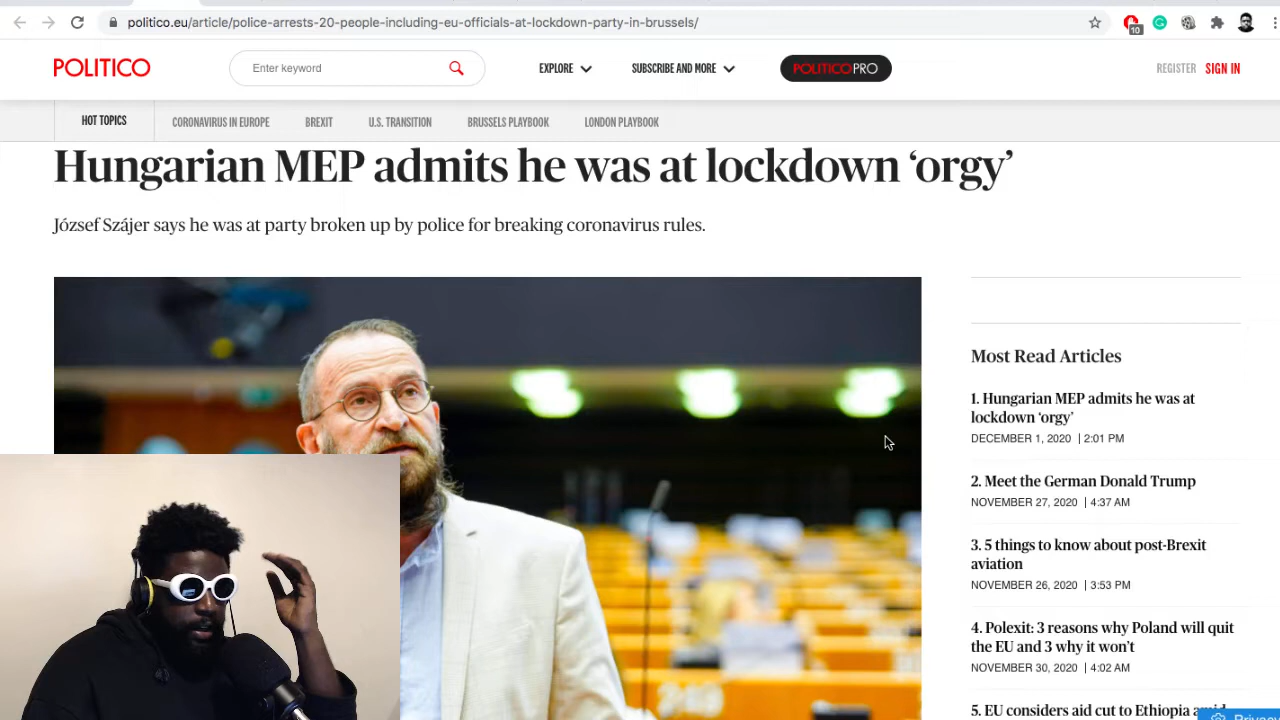 politico.eu/article/police-arrests-20-people-including-eu-officials-at-lockdown-party-in-brussels/
10
POLITICO
Enter keyword
EXPLORE
SUBSCRIBE AND MORE
POLITICO PRO
REGISTER
SIGN IN
HOT TOPICS
CORONAVIRUS IN EUROPE
BREXIT
U.S. TRANSITION
BRUSSELS PLAYBOOK
LONDON PLAYBOOK
Hungarian MEP admits he was at lockdown ‘orgy’
József Szájer says he was at party broken up by police for breaking coronavirus rules.
Most Read Articles
1. Hungarian MEP admits he was at
lockdown ‘orgy’
DECEMBER 1, 2020 | 2:01 PM
2. Meet the German Donald Trump
NOVEMBER 27, 2020 | 4:37 AM
3. 5 things to know about post-Brexit
aviation
NOVEMBER 26, 2020 | 3:53 PM
4. Polexit: 3 reasons why Poland will quit
the EU and 3 why it won’t
NOVEMBER 30, 2020 | 4:02 AM
5. EU considers aid cut to Ethiopia amid